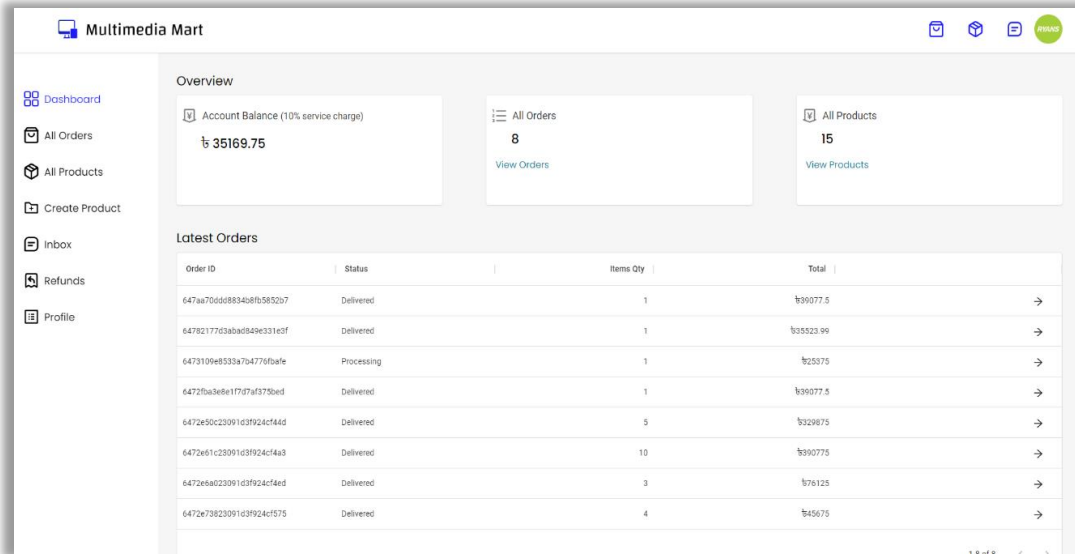 Multimedia Mart
RYANS
Dashboard
All Orders
All Products
Create Product
Inbox
Refunds
Profile
Overview
Account Balance (10% service charge)
৳ 35169.75
All Orders
8
View Orders
All Products
15
View Products
Latest Orders
Order ID Status Items Qty Total
647aa70ddd8834b8fb5852b7 Delivered 1 ৳39077.5
64782177d3abad849e331e3f Delivered 1 ৳35523.99
6473109e8533a7b4776fbafe Processing 1 ৳25375
6472fba3e8e1f7d7af375bed Delivered 1 ৳39077.5
6472e50c23091d3f924cf44d Delivered 5 ৳329875
6472e61c23091d3f924cf4a3 Delivered 10 ৳390775
6472e6a023091d3f924cf4ed Delivered 3 ৳76125
6472e73823091d3f924cf575 Delivered 4 ৳45675
1-8 of 8